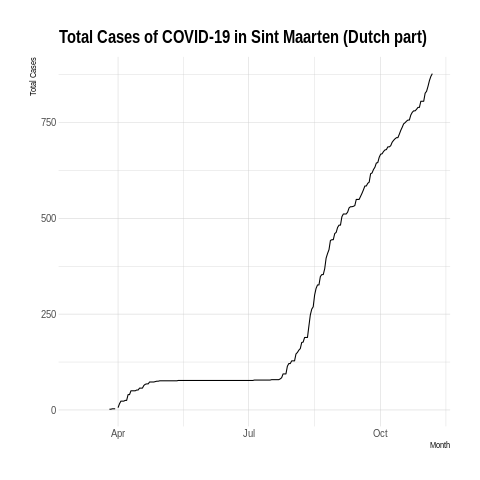 Total Cases of COVID-19 in Sint Maarten (Dutch part)
Total Cases
750
500
250
0
Apr Jul Oct
Month